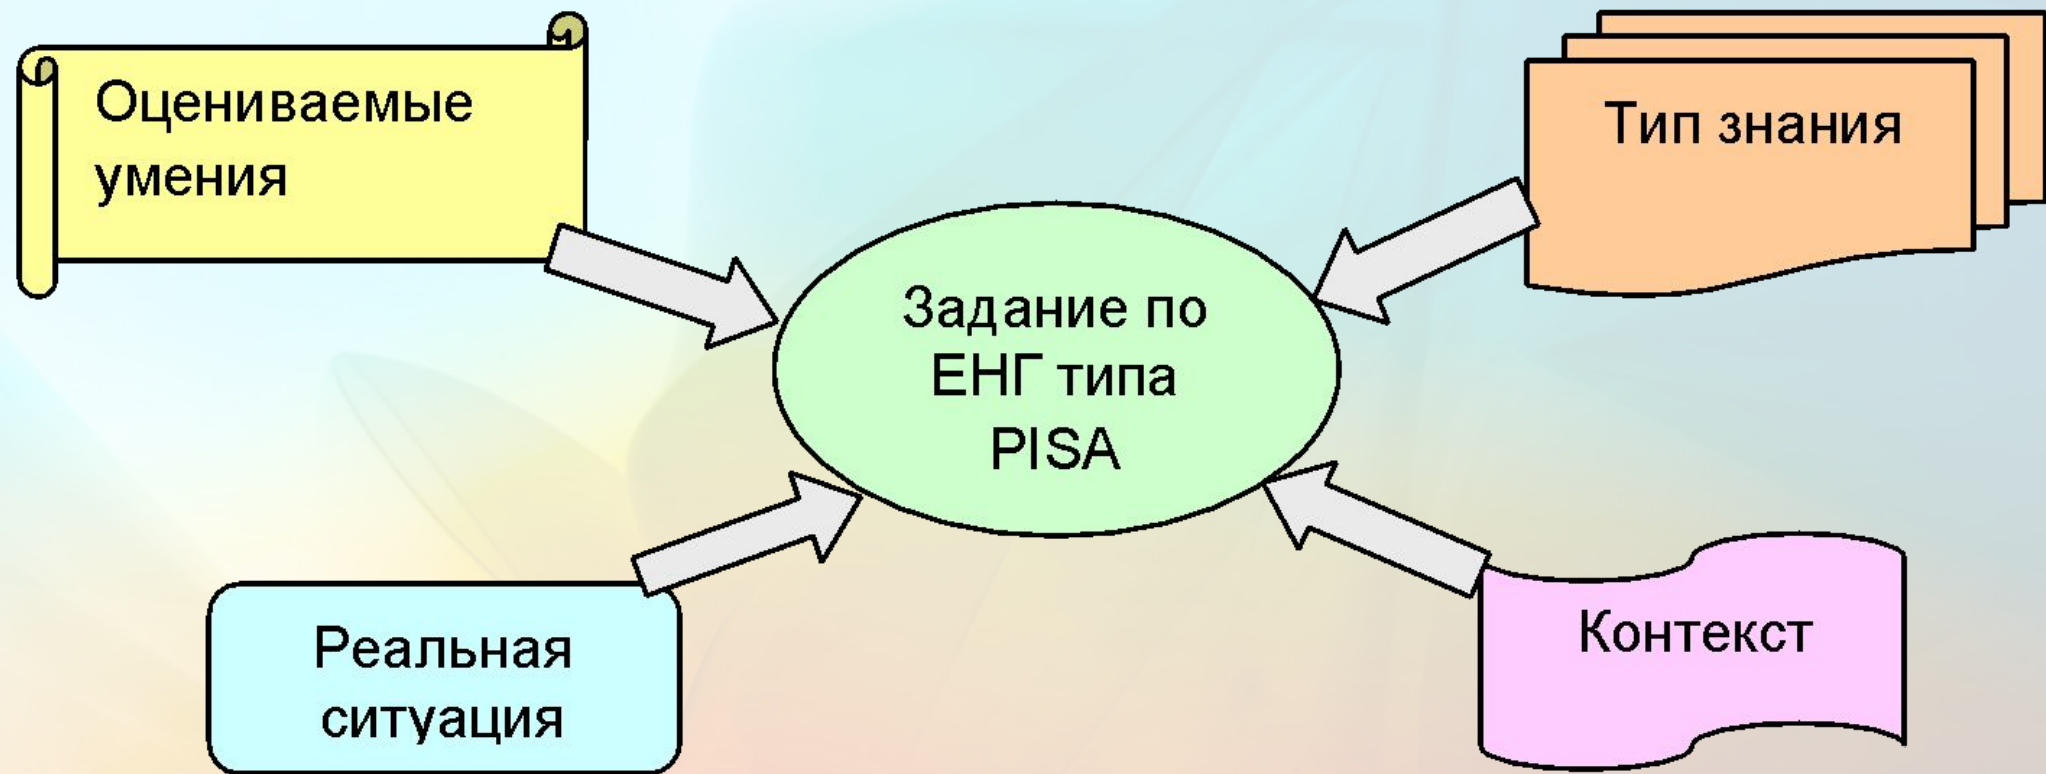 Оцениваемые
умения
Тип знания
Задание по
ЕНГ типа
PISA
Реальная
ситуация
Контекст